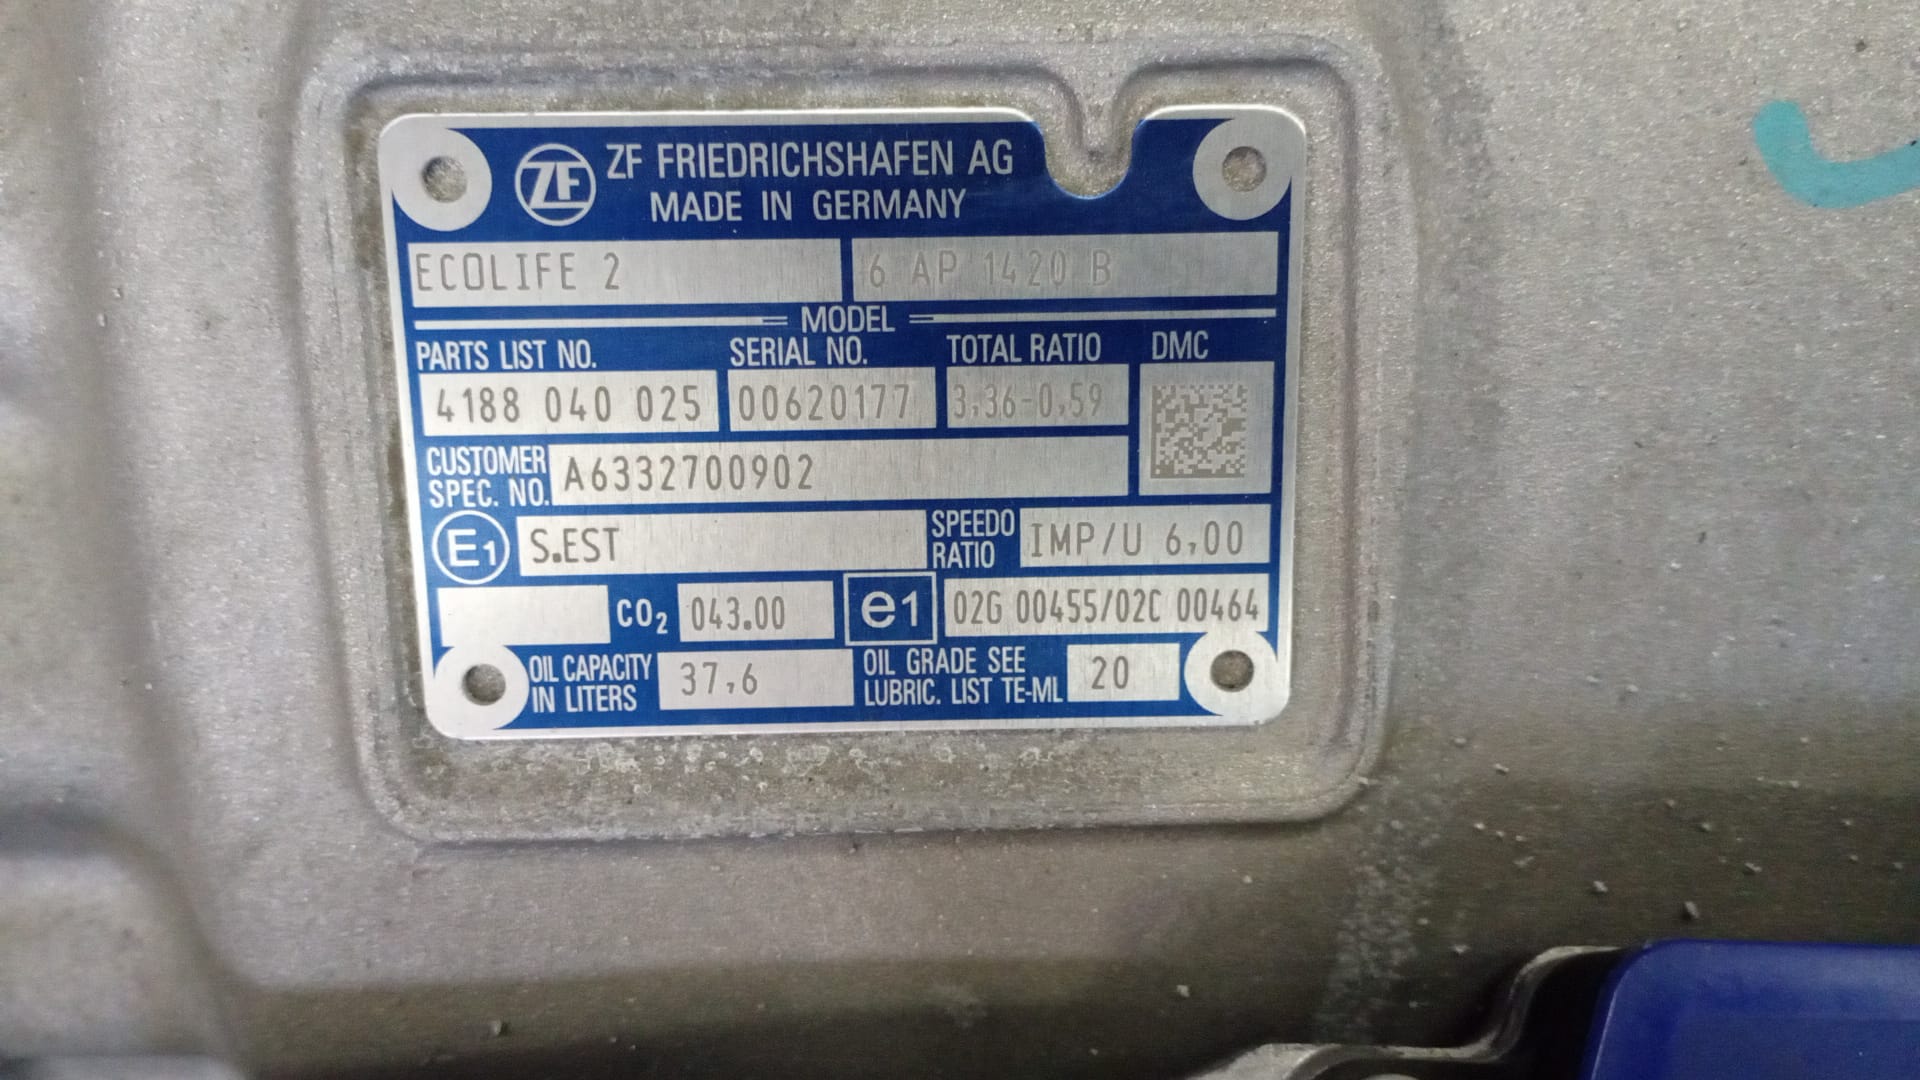 ZF ZF FRIEDRICHSHAFEN AG
MADE IN GERMANY
ECOLIFE 2 6 AP 1420 B
MODEL
PARTS LIST NO. SERIAL NO. TOTAL RATIO DMC
4188 040 025 00620177 3,36-0,59
CUSTOMER SPEC. NO. A6332700902
E1 S.EST SPEEDO RATIO IMP/U 6,00
CO₂ 043.00 e1 02G 00455/02C 00464
OIL CAPACITY IN LITERS 37,6 OIL GRADE SEE LUBRIC. LIST TE-ML 20